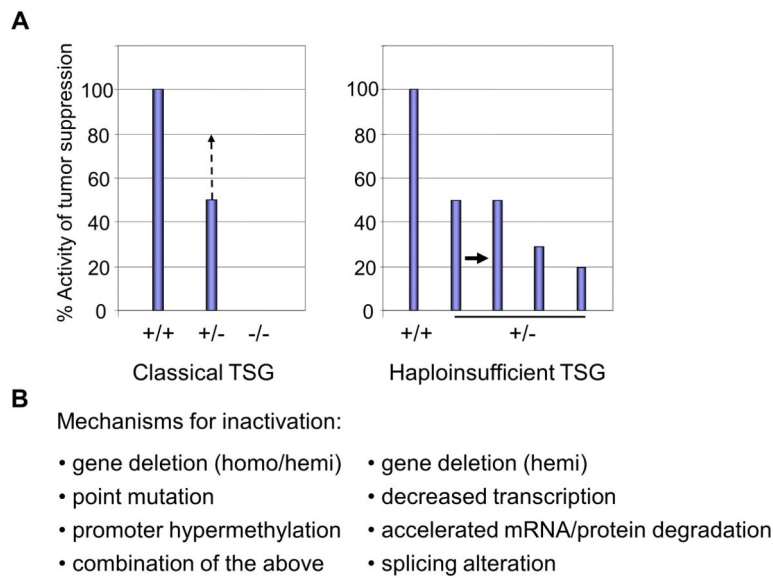 A
% Activity of tumor suppression
100
80
60
40
20
0
+/+ +/- -/-
Classical TSG
100
80
60
40
20
0
+/+ +/-
Haploinsufficient TSG
B
Mechanisms for inactivation:
• gene deletion (homo/hemi)
• point mutation
• promoter hypermethylation
• combination of the above
• gene deletion (hemi)
• decreased transcription
• accelerated mRNA/protein degradation
• splicing alteration